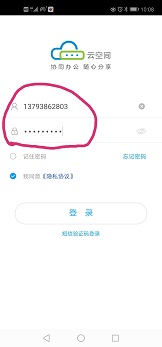 10:08
云空间
协同办公 随心分享
13793862803
•••••••••
记住密码 忘记密码
我同意《隐私协议》
登 录
短信验证码登录